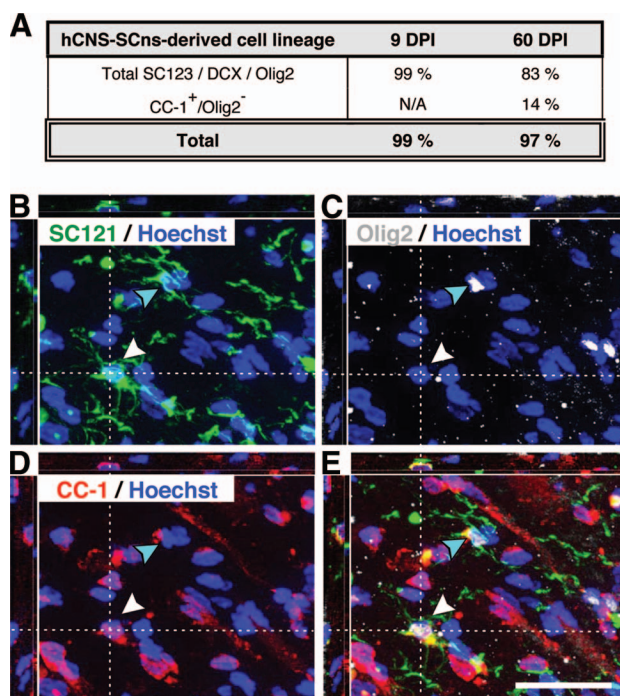 A
hCNS-SCns-derived cell lineage 9 DPI 60 DPI
Total SC123 / DCX / Olig2 99 % 83 %
CC-1⁺/Olig2⁻ N/A 14 %
Total 99 % 97 %
B C
SC121 / Hoechst Olig2 / Hoechst
D E
CC-1 / Hoechst